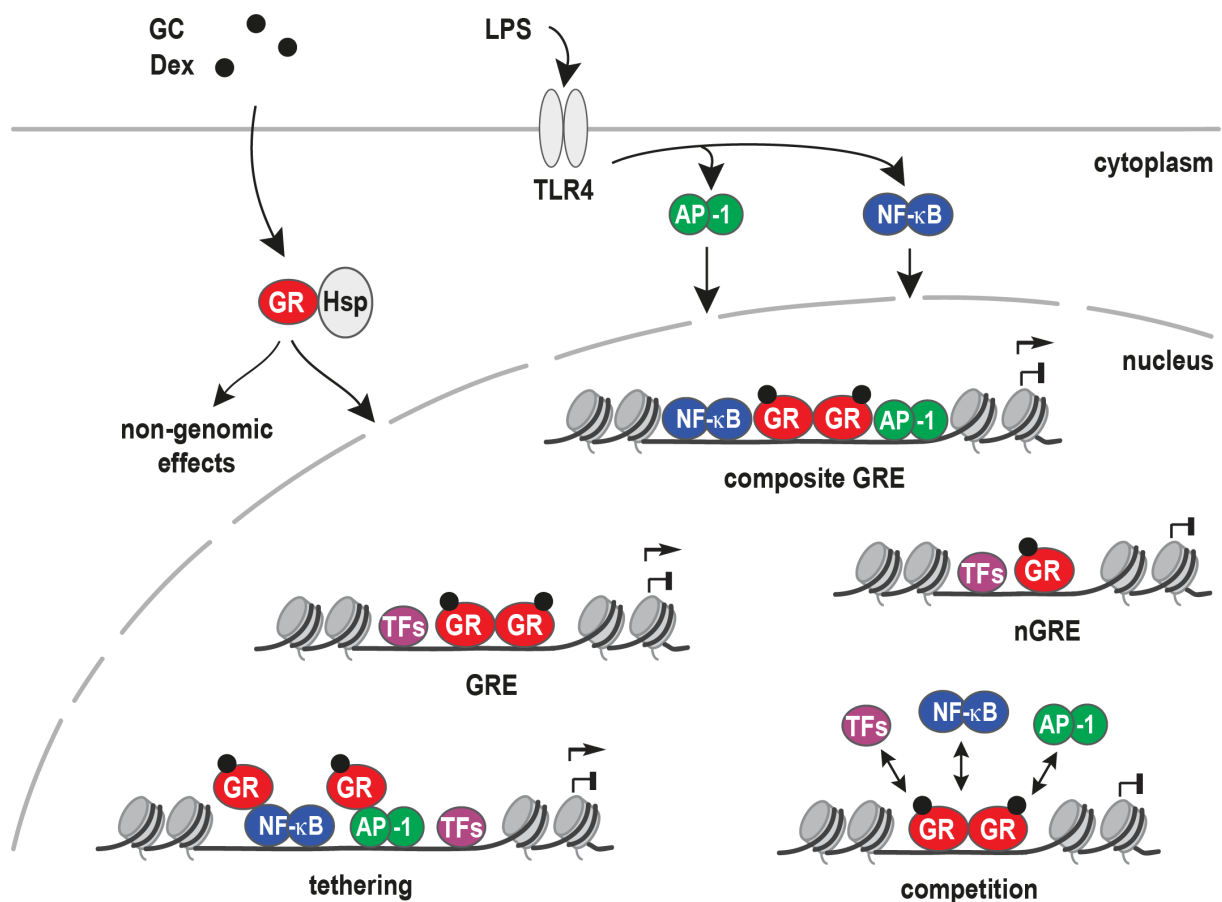 GC
Dex
LPS
TLR4
cytoplasm
AP-1
NF-κB
GR
Hsp
non-genomic
effects
nucleus
NF-κB GR GR AP-1
composite GRE
TFs GR
nGRE
TFs GR GR
GRE
TFs NF-κB AP-1
GR GR
NF-κB AP-1 TFs
tethering
GR GR
competition